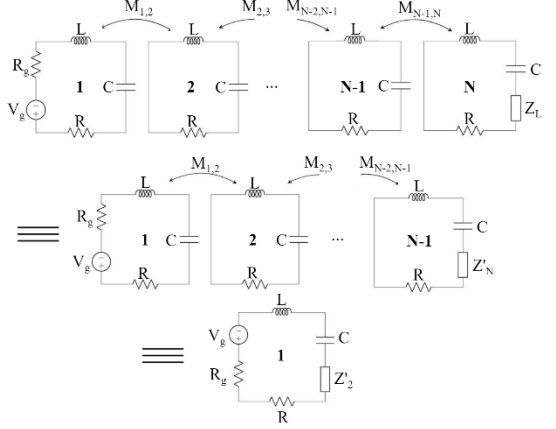 M1,2 M2,3 MN-2,N-1 MN-1,N
L L L L
Rg 1 C 2 C ... N-1 C N C
Vg ZL
R R R R
M1,2 M2,3 MN-2,N-1
L L L
Rg 1 C 2 C ... N-1 C
Vg Z'N
R R R
L
Vg 1 C
Rg Z'2
R